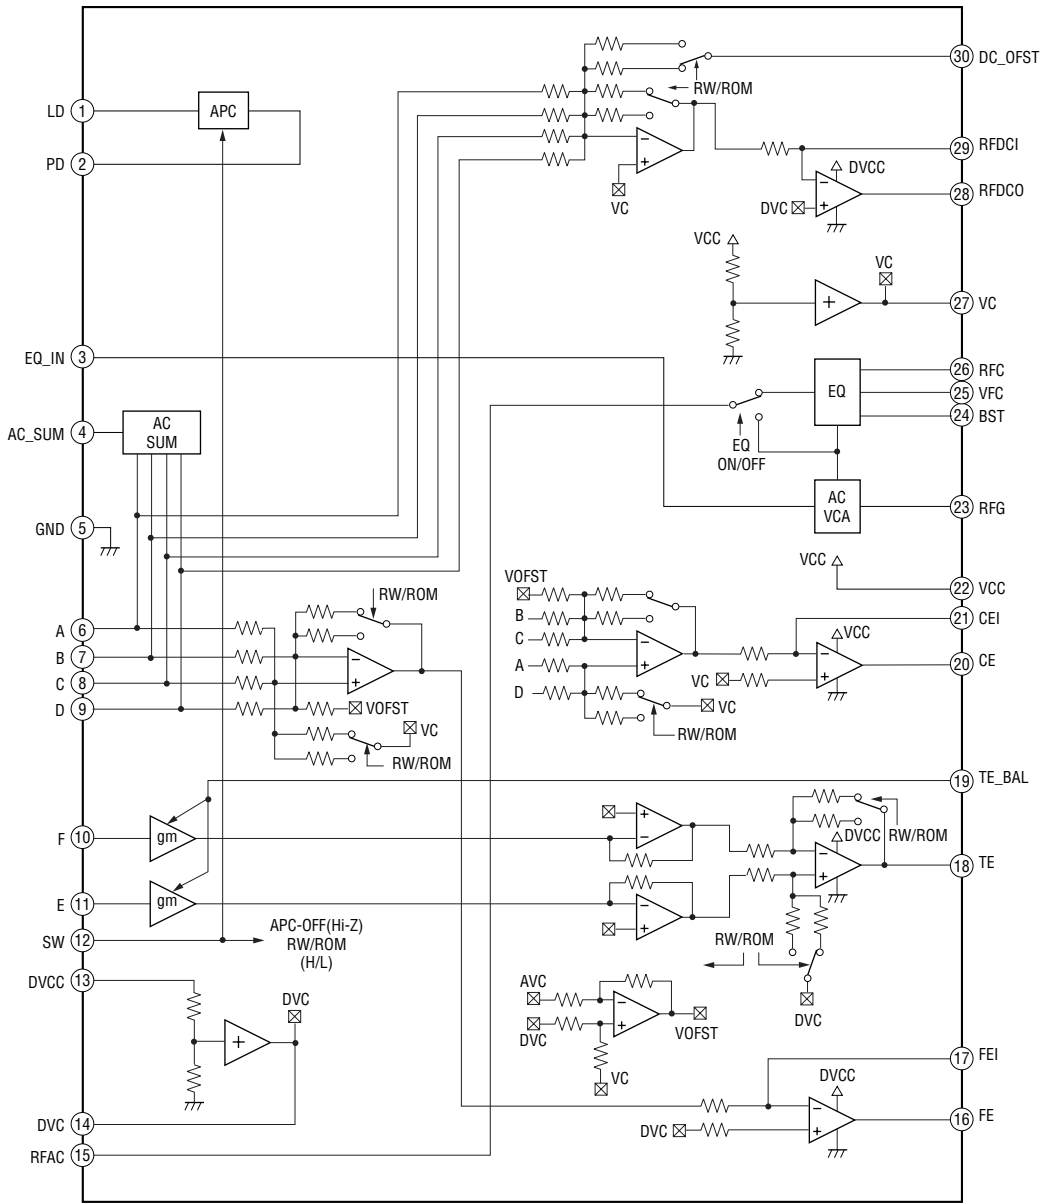 30 DC_OFST
RW/ROM
LD 1
APC
PD 2
− +
VC
29 RFDCI
DVCC
28 RFDCO
DVC
− +
VCC
VC
+
27 VC
EQ_IN 3
26 RFC
EQ
25 VFC
24 BST
AC_SUM 4
AC
SUM
EQ
ON/OFF
AC
VCA
23 RFG
GND 5
VCC
22 VCC
VOFST
RW/ROM
21 CEI
A 6
B
C
VCC
B 7
− +
− +
− +
20 CE
C 8
A
VC
D 9
VOFST
D
VC
VC
RW/ROM
RW/ROM
19 TE_BAL
F 10
gm
+ −
DVCC
RW/ROM
− +
18 TE
E 11
gm
− +
SW 12
APC-OFF(Hi-Z)
RW/ROM
(H/L)
RW/ROM
DVCC 13
AVC
DVC
DVC
− +
VOFST
DVC
+
VC
17 FEI
DVCC
DVC 14
− +
16 FE
DVC
RFAC 15